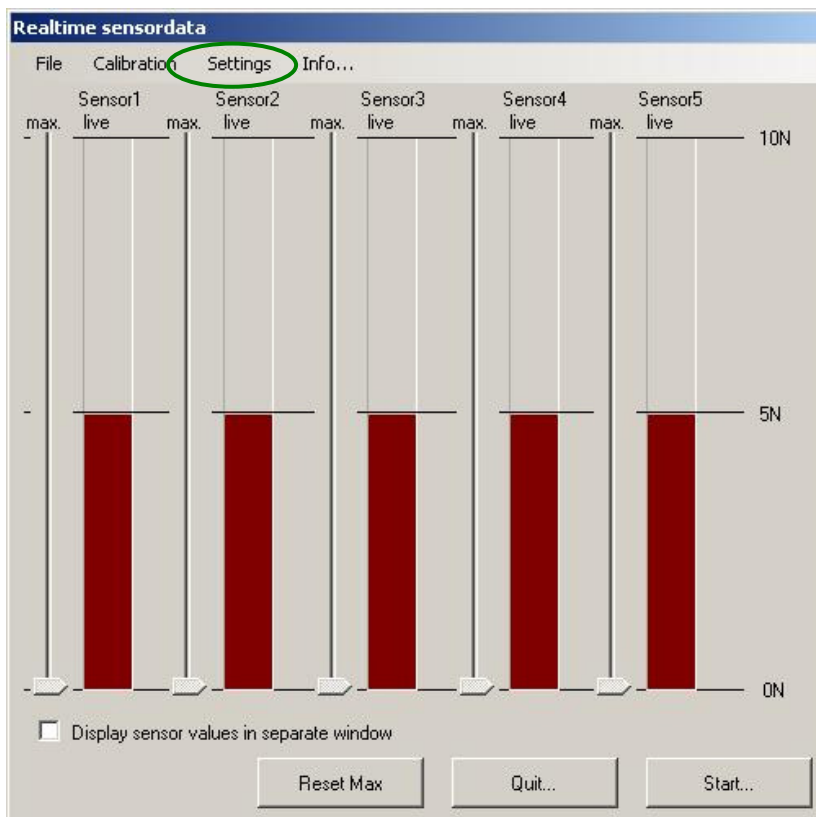 Realtime sensordata
File Calibration Settings Info...
Sensor1 Sensor2 Sensor3 Sensor4 Sensor5
max. live max. live max. live max. live max. live
10N
5N
0N
Display sensor values in separate window
Reset Max Quit... Start...